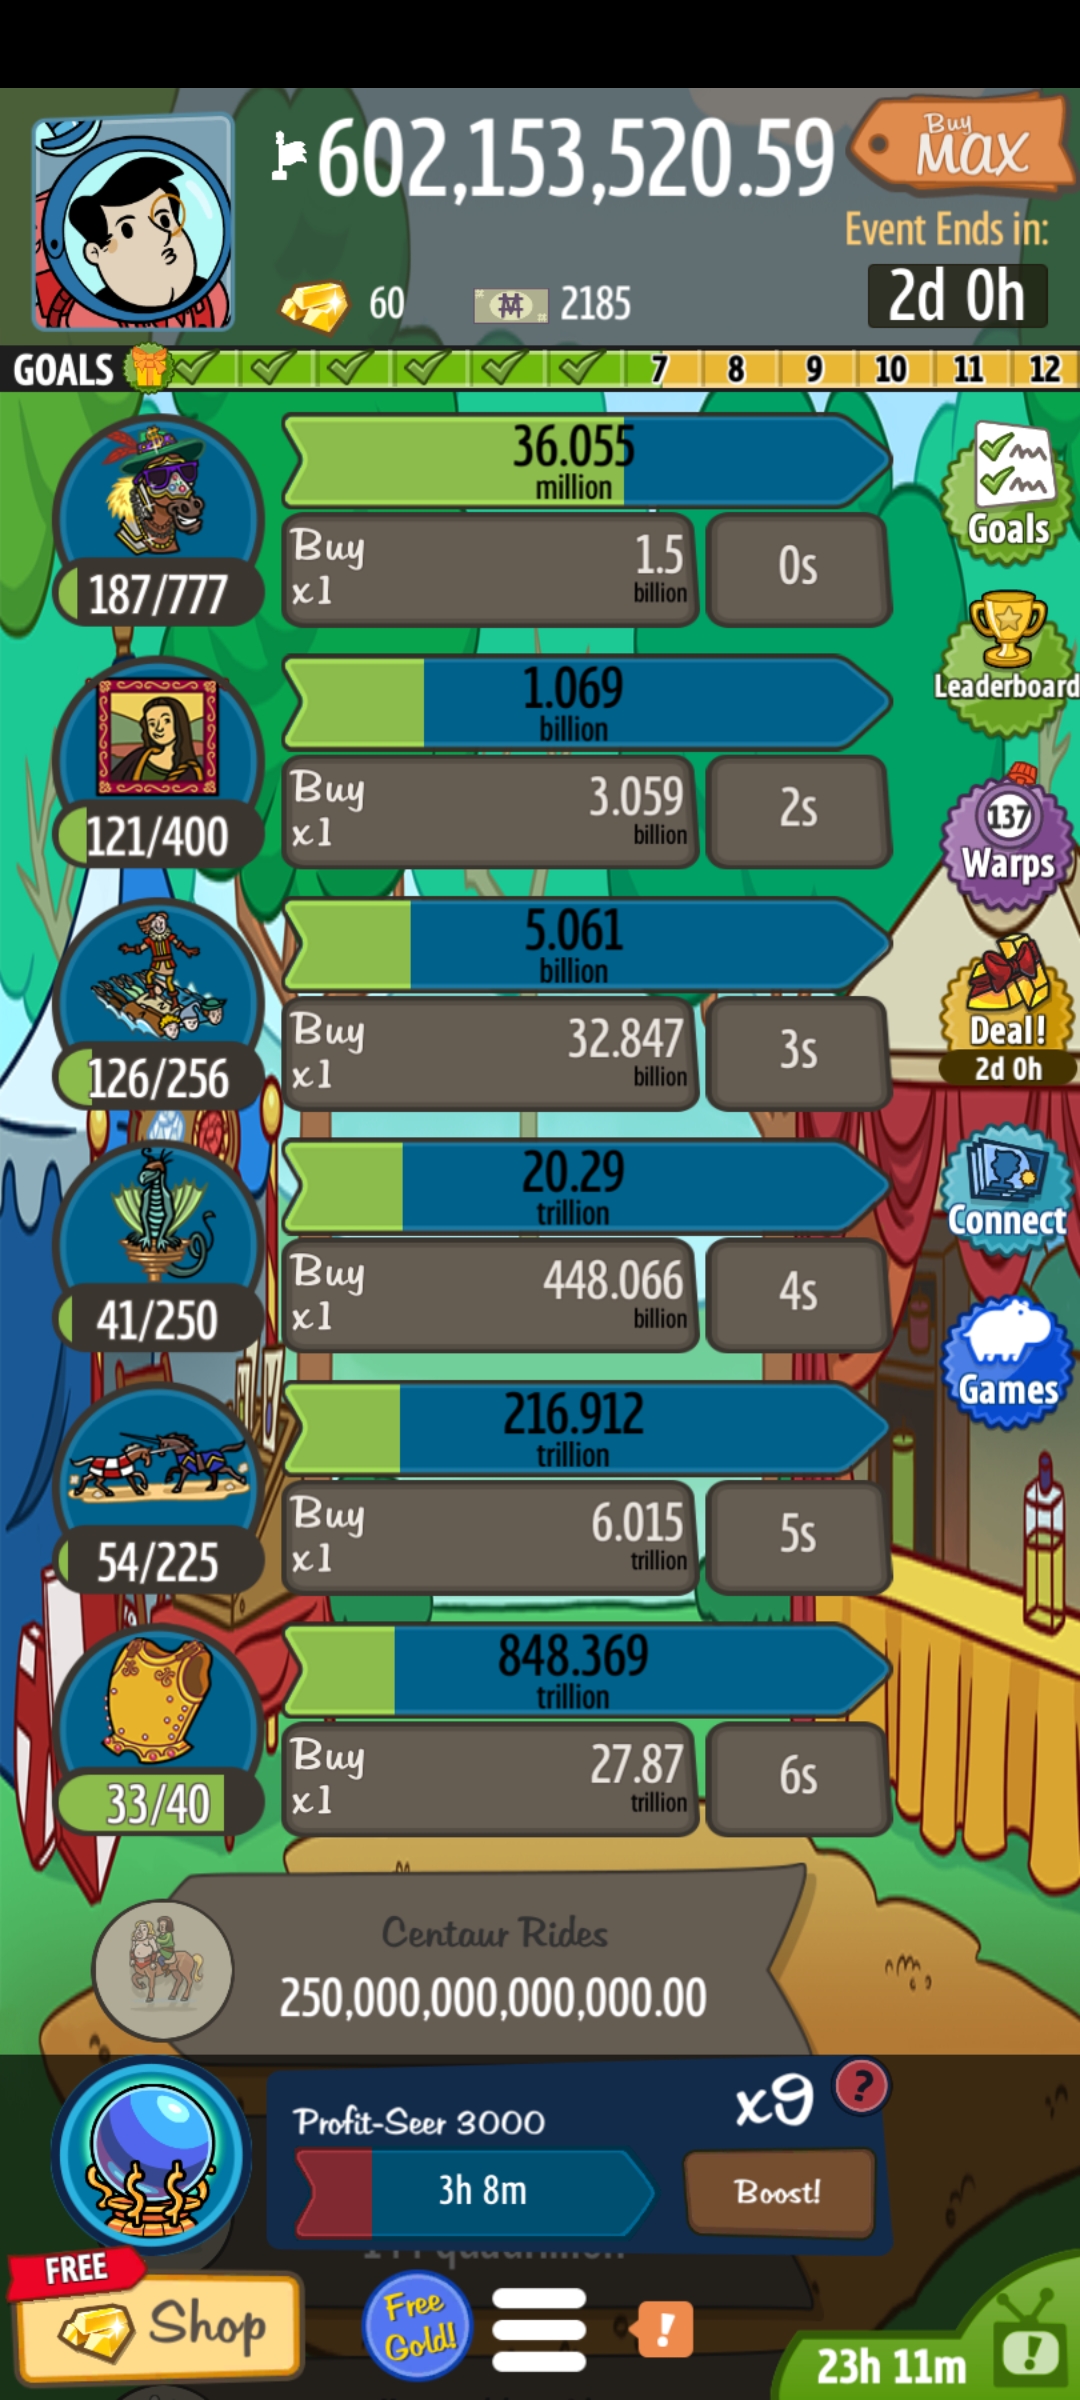 602,153,520.59
Buy
MAX
Event Ends in:
2d 0h
60
2185
GOALS
7 8 9 10 11 12
36.055
million
187/777
Buy
x1
1.5
billion
0s
Goals
1.069
billion
121/400
Buy
x1
3.059
billion
2s
Leaderboard
137
Warps
5.061
billion
126/256
Buy
x1
32.847
billion
3s
Deal!
2d 0h
20.29
trillion
41/250
Buy
x1
448.066
billion
4s
Connect
216.912
trillion
54/225
Buy
x1
6.015
trillion
5s
Games
848.369
trillion
33/40
Buy
x1
27.87
trillion
6s
Centaur Rides
250,000,000,000,000.00
Profit-Seer 3000
x9
?
3h 8m
Boost!
FREE
Shop
Free
Gold!
!
23h 11m
!